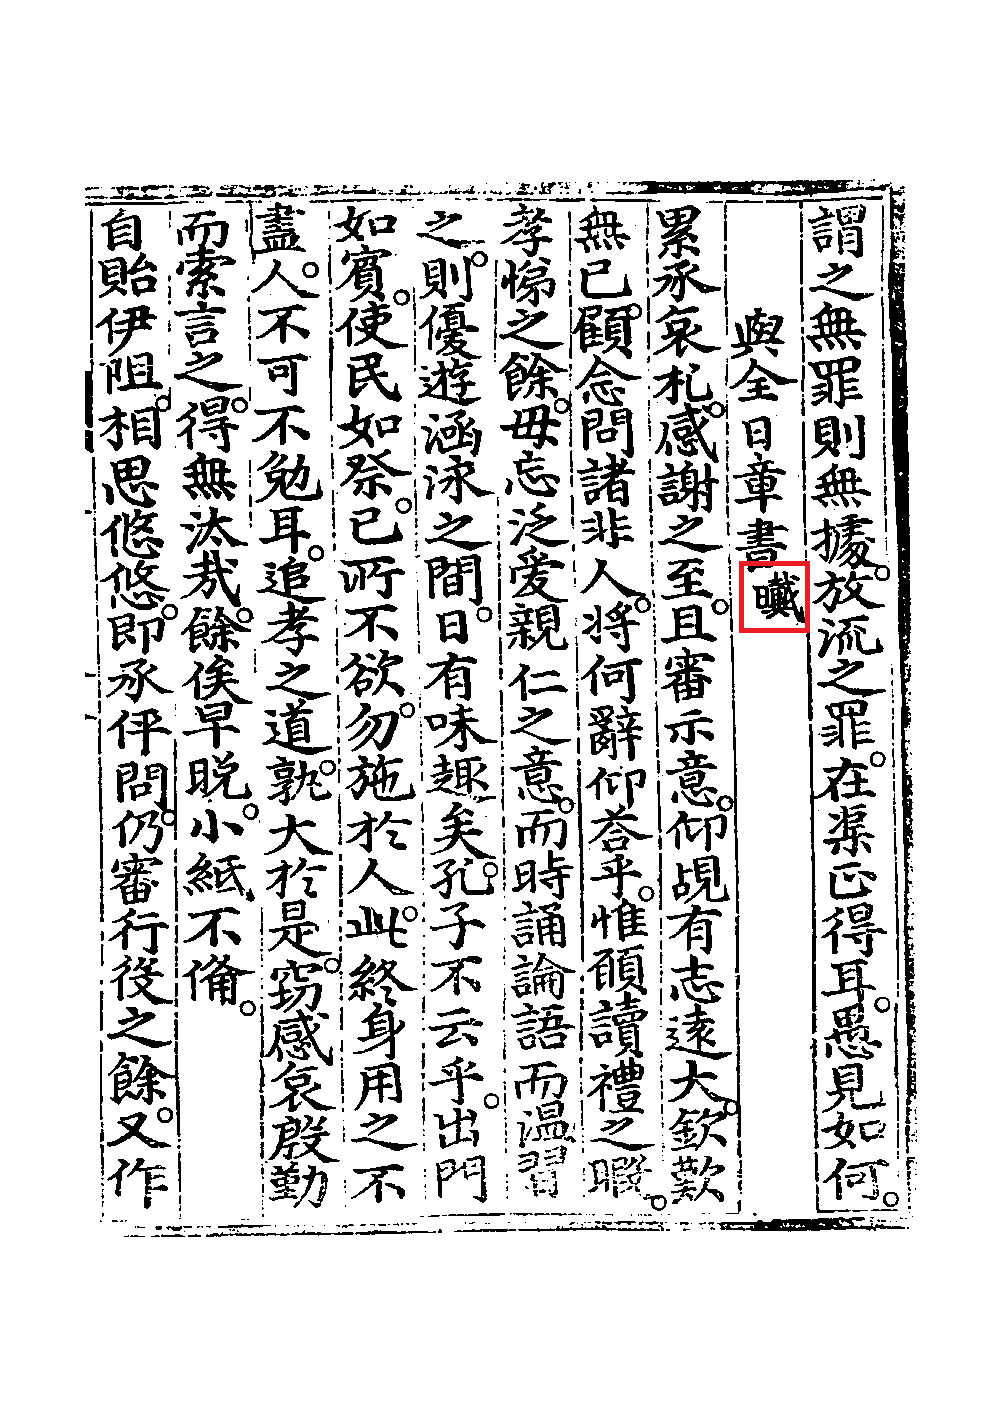 謂之無罪則無據。放流之罪。在渠正得耳。愚見如何。
與全日章書
累承哀札。感謝之至。且審示意。仰覘有志遠大。欽歎
無已。顧念問諸非人。將何辭仰荅乎。惟頋讀禮之暇。
孝悌之餘。毋忘泛愛親仁之意。而時誦論語而温習
之。則優遊涵泳之間。日有味趣矣。孔子不云乎。出門
如賓。使民如祭。已所不欲。勿施於人。此終身用之不
盡。人不可不勉耳。追孝之道。孰大於是。窃感哀殷勤
而索言之。得無汰哉。餘俟早晩。小紙不偹。
自貽伊阻。相思悠悠。即承伻問。仍審行役之餘。又作